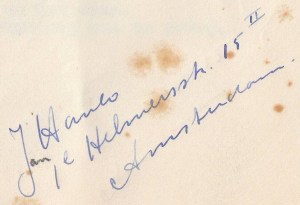 J Hanlo
Jan
1e Helmersstr. 15 II
Amsterdam.